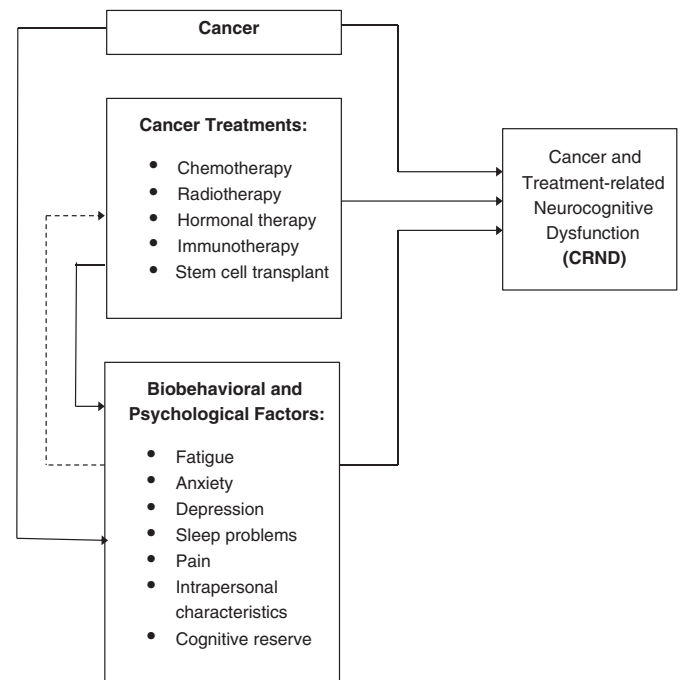 Cancer
Cancer Treatments:
• Chemotherapy
• Radiotherapy
• Hormonal therapy
• Immunotherapy
• Stem cell transplant
Biobehavioral and
Psychological Factors:
• Fatigue
• Anxiety
• Depression
• Sleep problems
• Pain
• Intrapersonal
characteristics
• Cognitive reserve
Cancer and
Treatment-related
Neurocognitive
Dysfunction
(CRND)